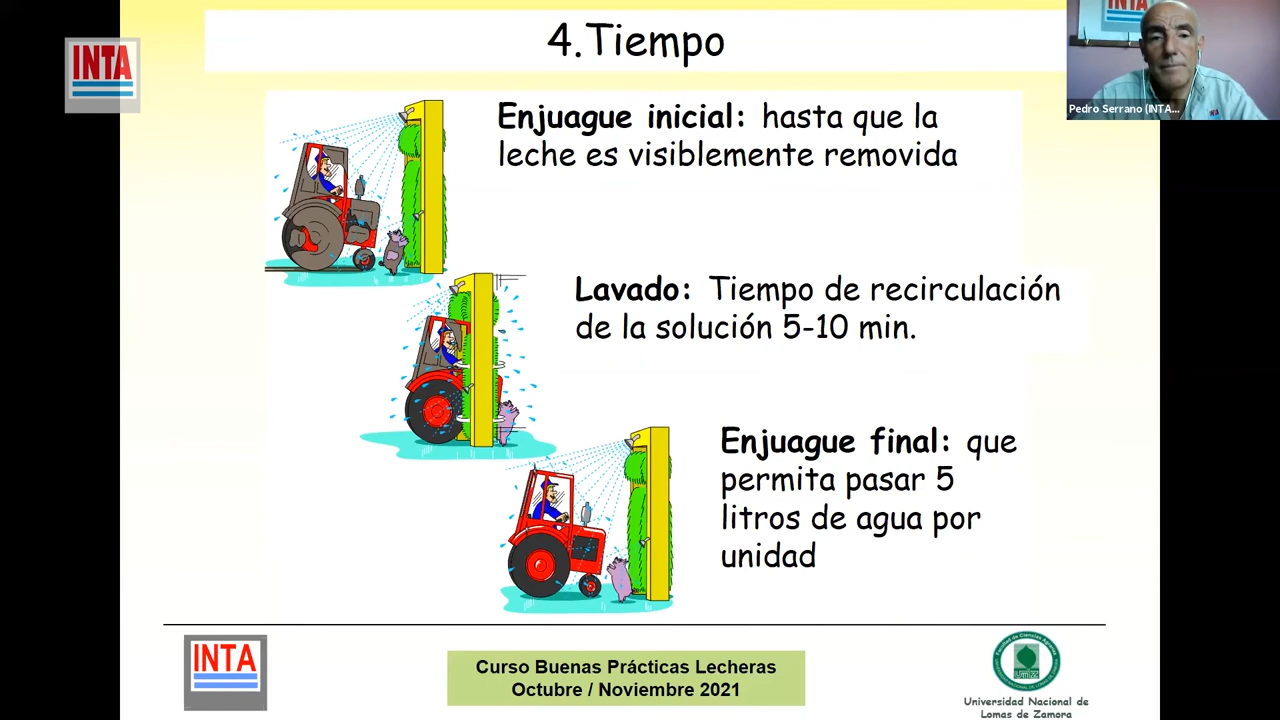 4.Tiempo
INTA
INTA
Pedro Serrano (INTA...
Enjuague inicial: hasta que la
leche es visiblemente removida
Lavado: Tiempo de recirculación
de la solución 5-10 min.
Enjuague final: que
permita pasar 5
litros de agua por
unidad
INTA
Curso Buenas Prácticas Lecheras
Octubre / Noviembre 2021
Universidad Nacional de
Lomas de Zamora